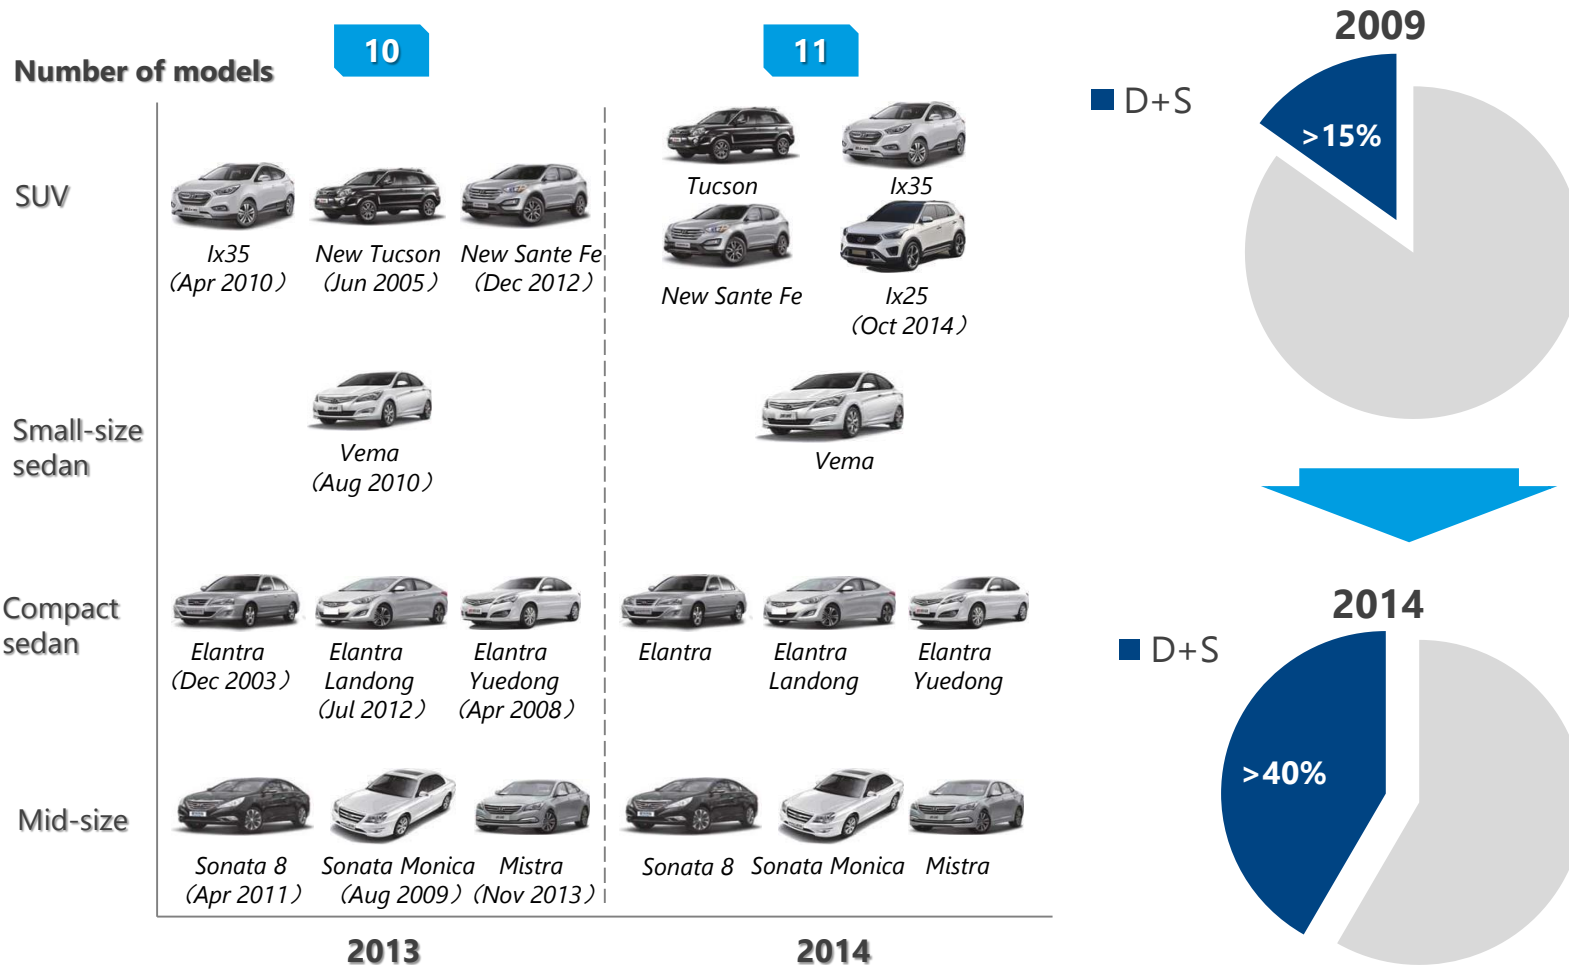 Number of models
10
11
SUV
Ix35
（Apr 2010）
New Tucson
（Jun 2005）
New Sante Fe
（Dec 2012）
Tucson
Ix35
New Sante Fe
Ix25
（Oct 2014）
Small-size
sedan
Vema
（Aug 2010）
Vema
Compact
sedan
Elantra
（Dec 2003）
Elantra
Landong
（Jul 2012）
Elantra
Yuedong
（Apr 2008）
Elantra
Elantra
Landong
Elantra
Yuedong
Mid-size
Sonata 8
（Apr 2011）
Sonata Monica
（Aug 2009）
Mistra
（Nov 2013）
Sonata 8
Sonata Monica
Mistra
2013
2014
2009
D+S
>15%
2014
D+S
>40%